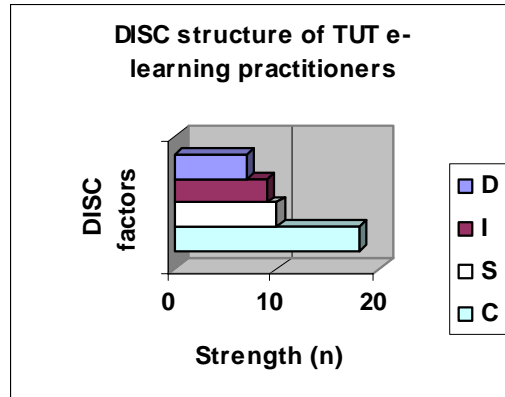 DISC structure of TUT e-
learning practitioners
DISC
factors
0 10 20
Strength (n)
D
I
S
C